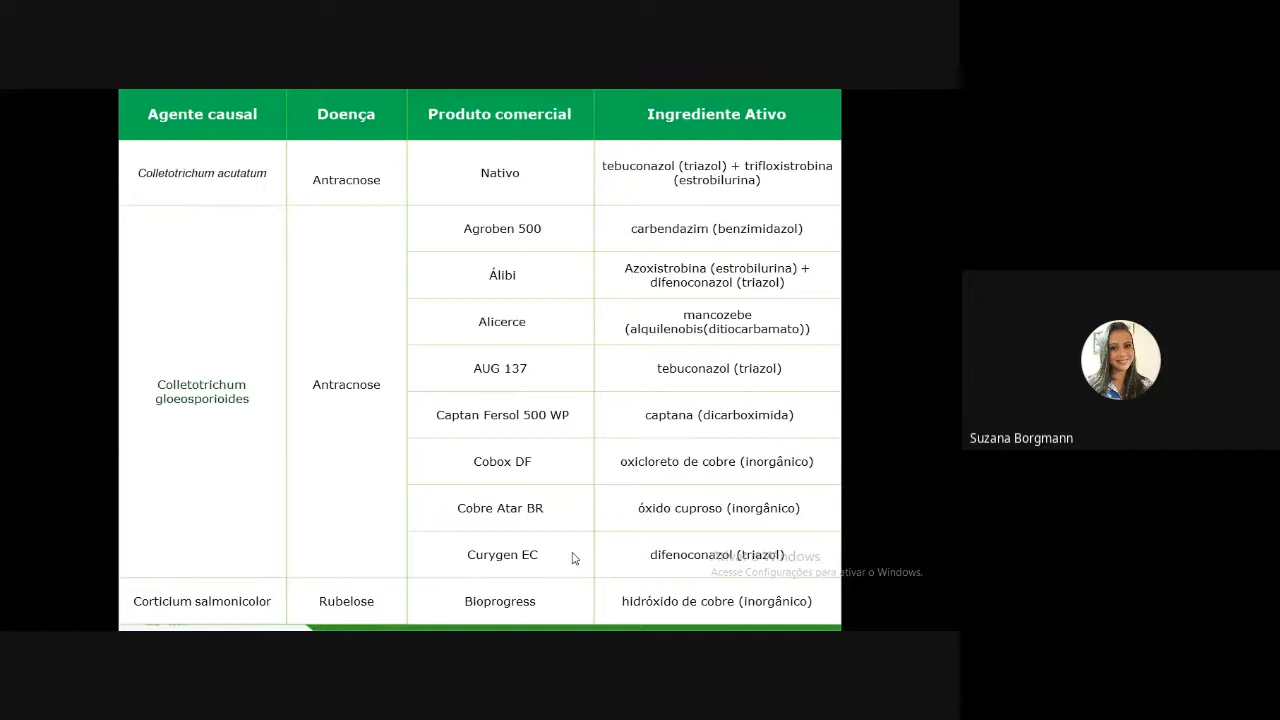 Agente causal
Doença
Produto comercial
Ingrediente Ativo
Colletotrichum acutatum
Antracnose
Nativo
tebuconazol (triazol) + trifloxistrobina
(estrobilurina)
Colletotrichum
gloeosporioides
Antracnose
Agroben 500
carbendazim (benzimidazol)
Álibi
Azoxistrobina (estrobilurina) +
difenoconazol (triazol)
Alicerce
mancozebe
(alquilenobis(ditiocarbamato))
AUG 137
tebuconazol (triazol)
Captan Fersol 500 WP
captana (dicarboximida)
Cobox DF
oxicloreto de cobre (inorgânico)
Cobre Atar BR
óxido cuproso (inorgânico)
Curygen EC
difenoconazol (triazol)
Ativar o Windows
Acesse Configurações para ativar o Windows.
Corticium salmonicolor
Rubelose
Bioprogress
hidróxido de cobre (inorgânico)
Suzana Borgmann